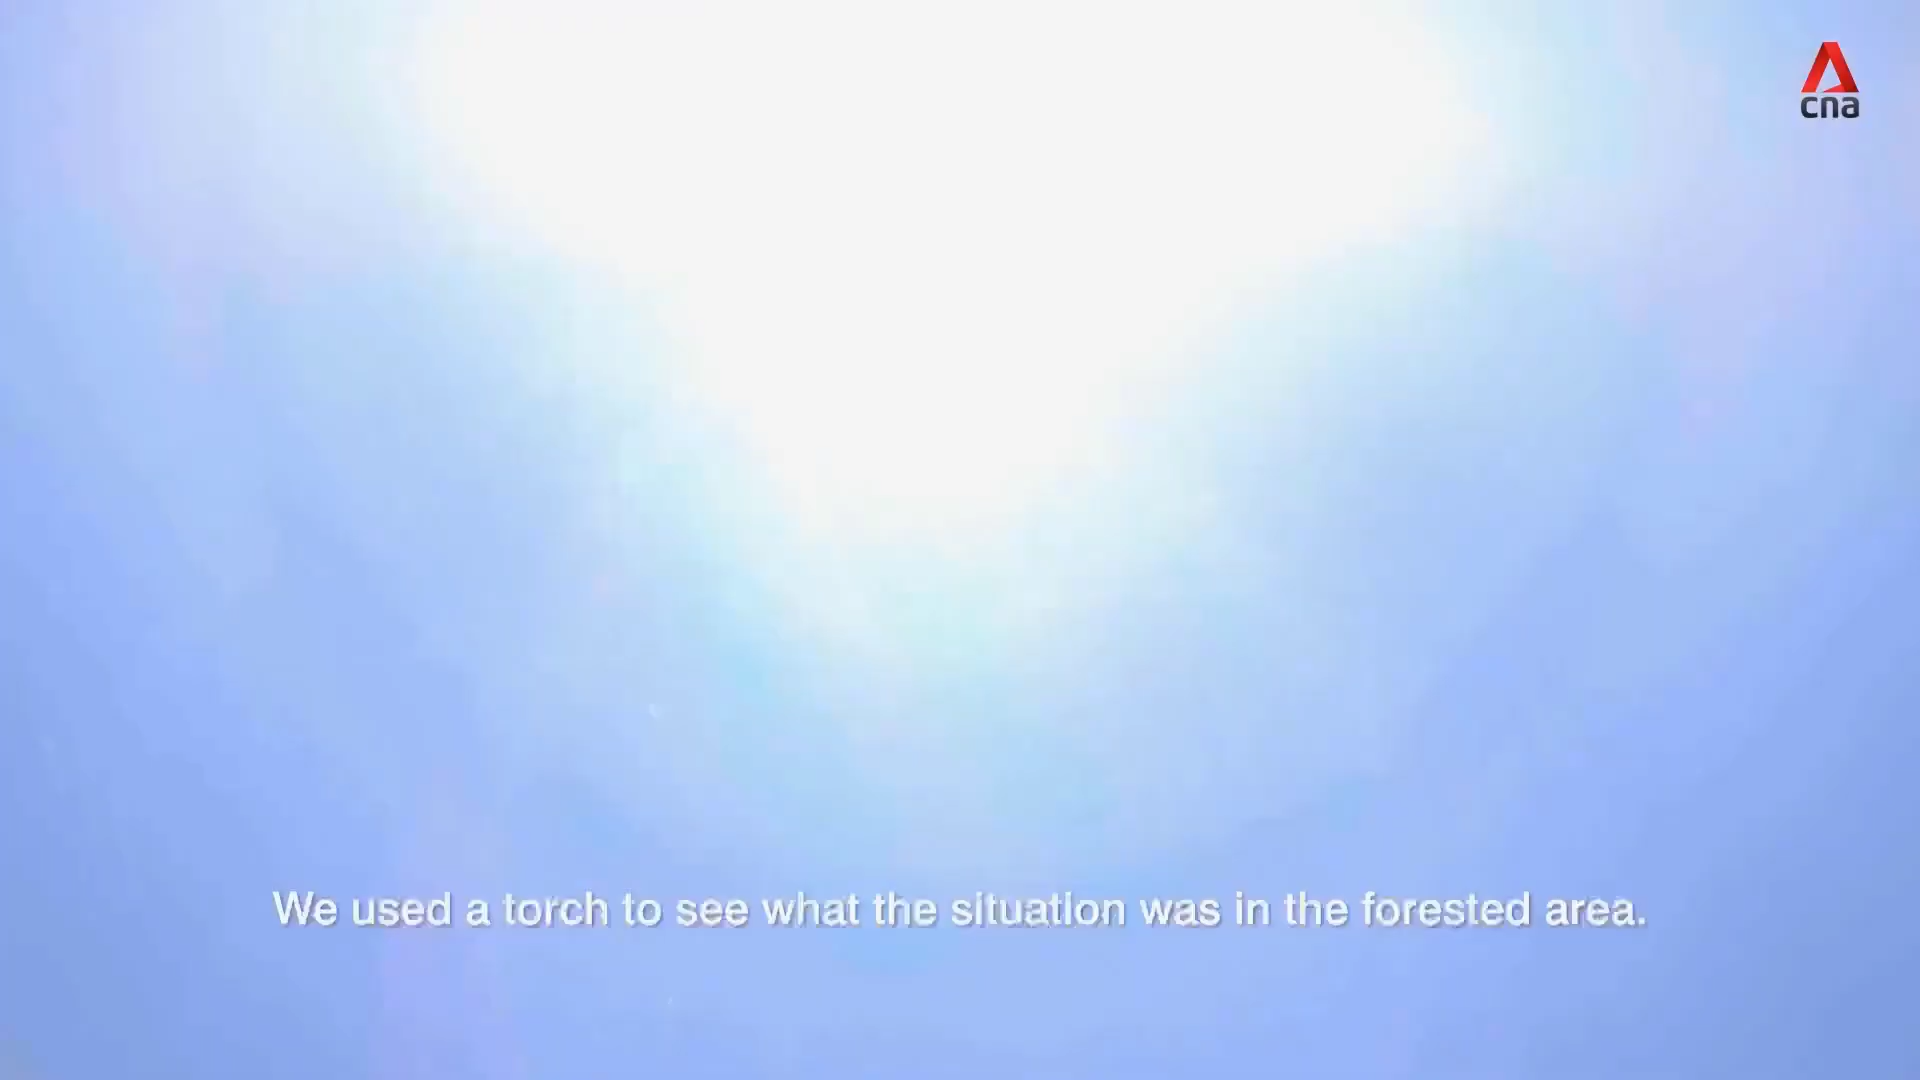 cna
We used a torch to see what the situation was in the forested area.